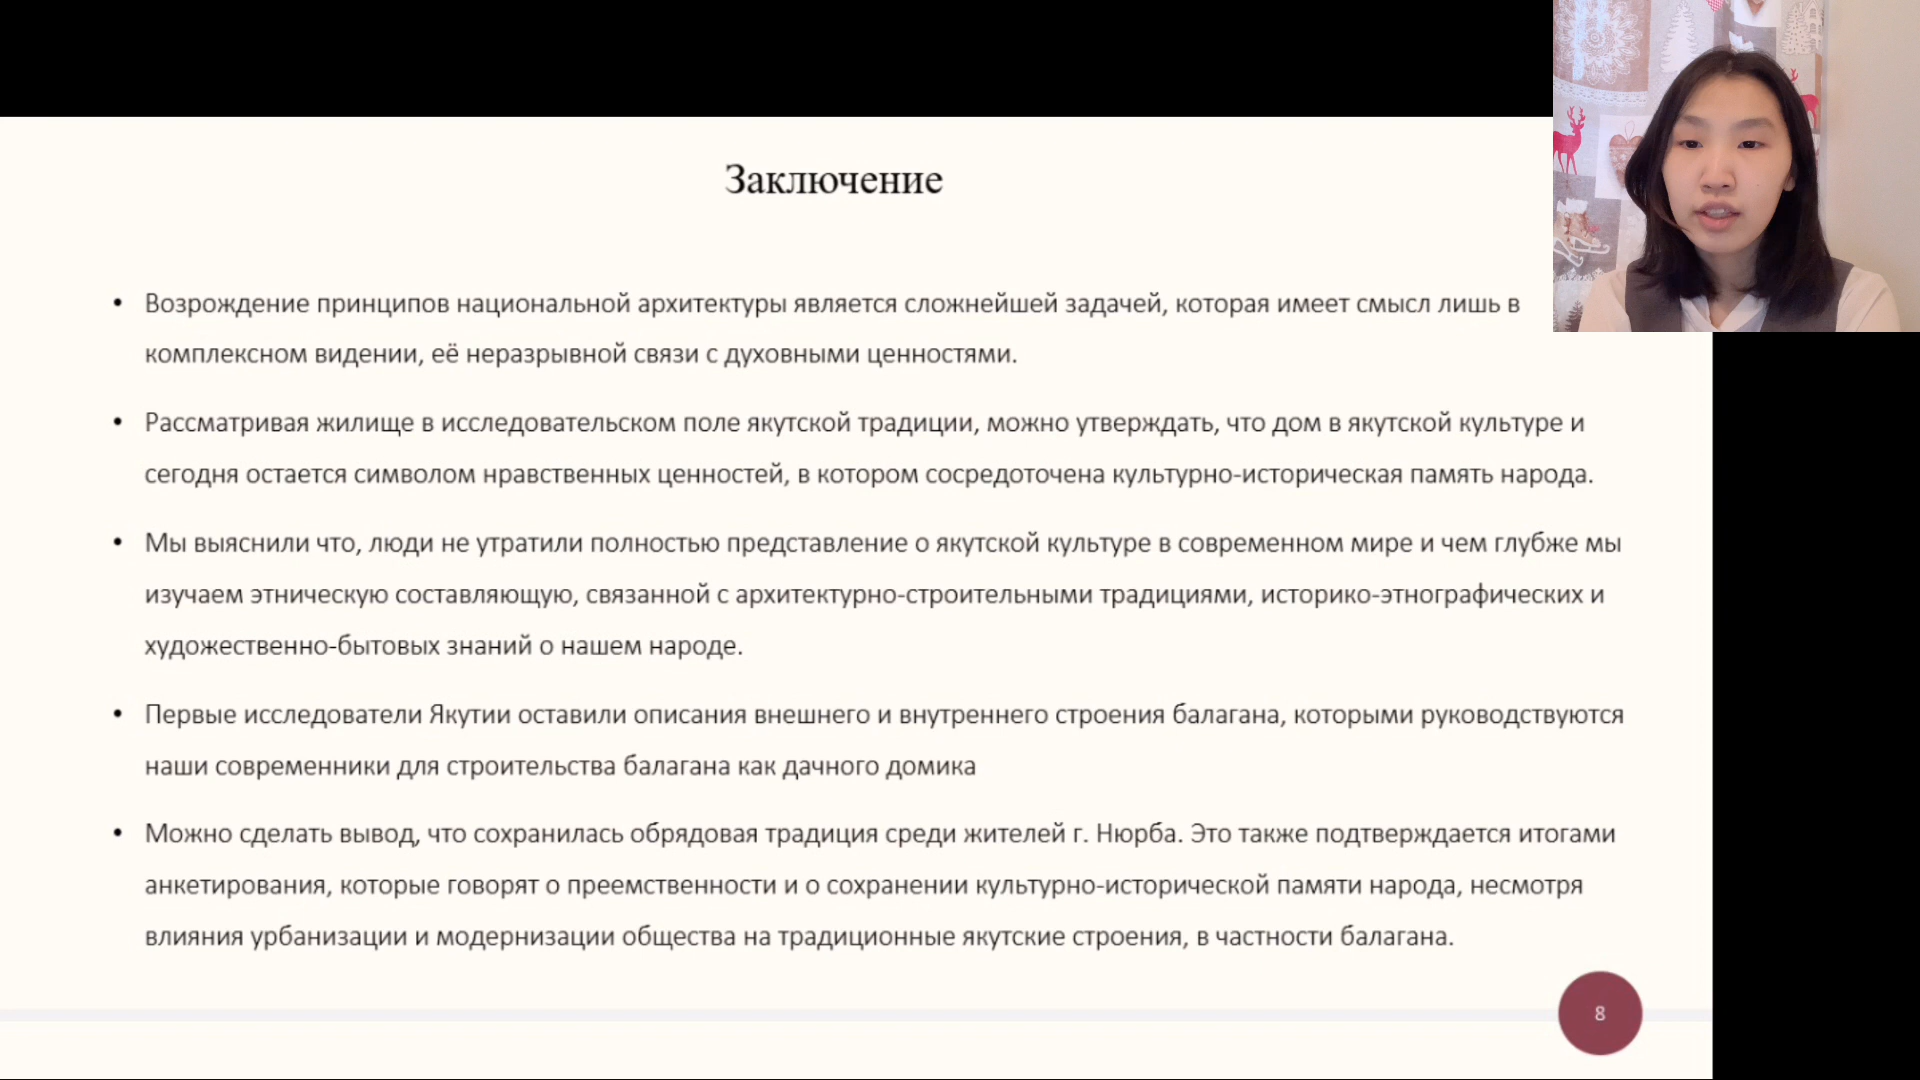 Заключение
• Возрождение принципов национальной архитектуры является сложнейшей задачей, которая имеет смысл лишь в
комплексном видении, её неразрывной связи с духовными ценностями.
• Рассматривая жилище в исследовательском поле якутской традиции, можно утверждать, что дом в якутской культуре и
сегодня остается символом нравственных ценностей, в котором сосредоточена культурно-историческая память народа.
• Мы выяснили что, люди не утратили полностью представление о якутской культуре в современном мире и чем глубже мы
изучаем этническую составляющую, связанной с архитектурно-строительными традициями, историко-этнографических и
художественно-бытовых знаний о нашем народе.
• Первые исследователи Якутии оставили описания внешнего и внутреннего строения балагана, которыми руководствуются
наши современники для строительства балагана как дачного домика
• Можно сделать вывод, что сохранилась обрядовая традиция среди жителей г. Нюрба. Это также подтверждается итогами
анкетирования, которые говорят о преемственности и о сохранении культурно-исторической памяти народа, несмотря
влияния урбанизации и модернизации общества на традиционные якутские строения, в частности балагана.
8